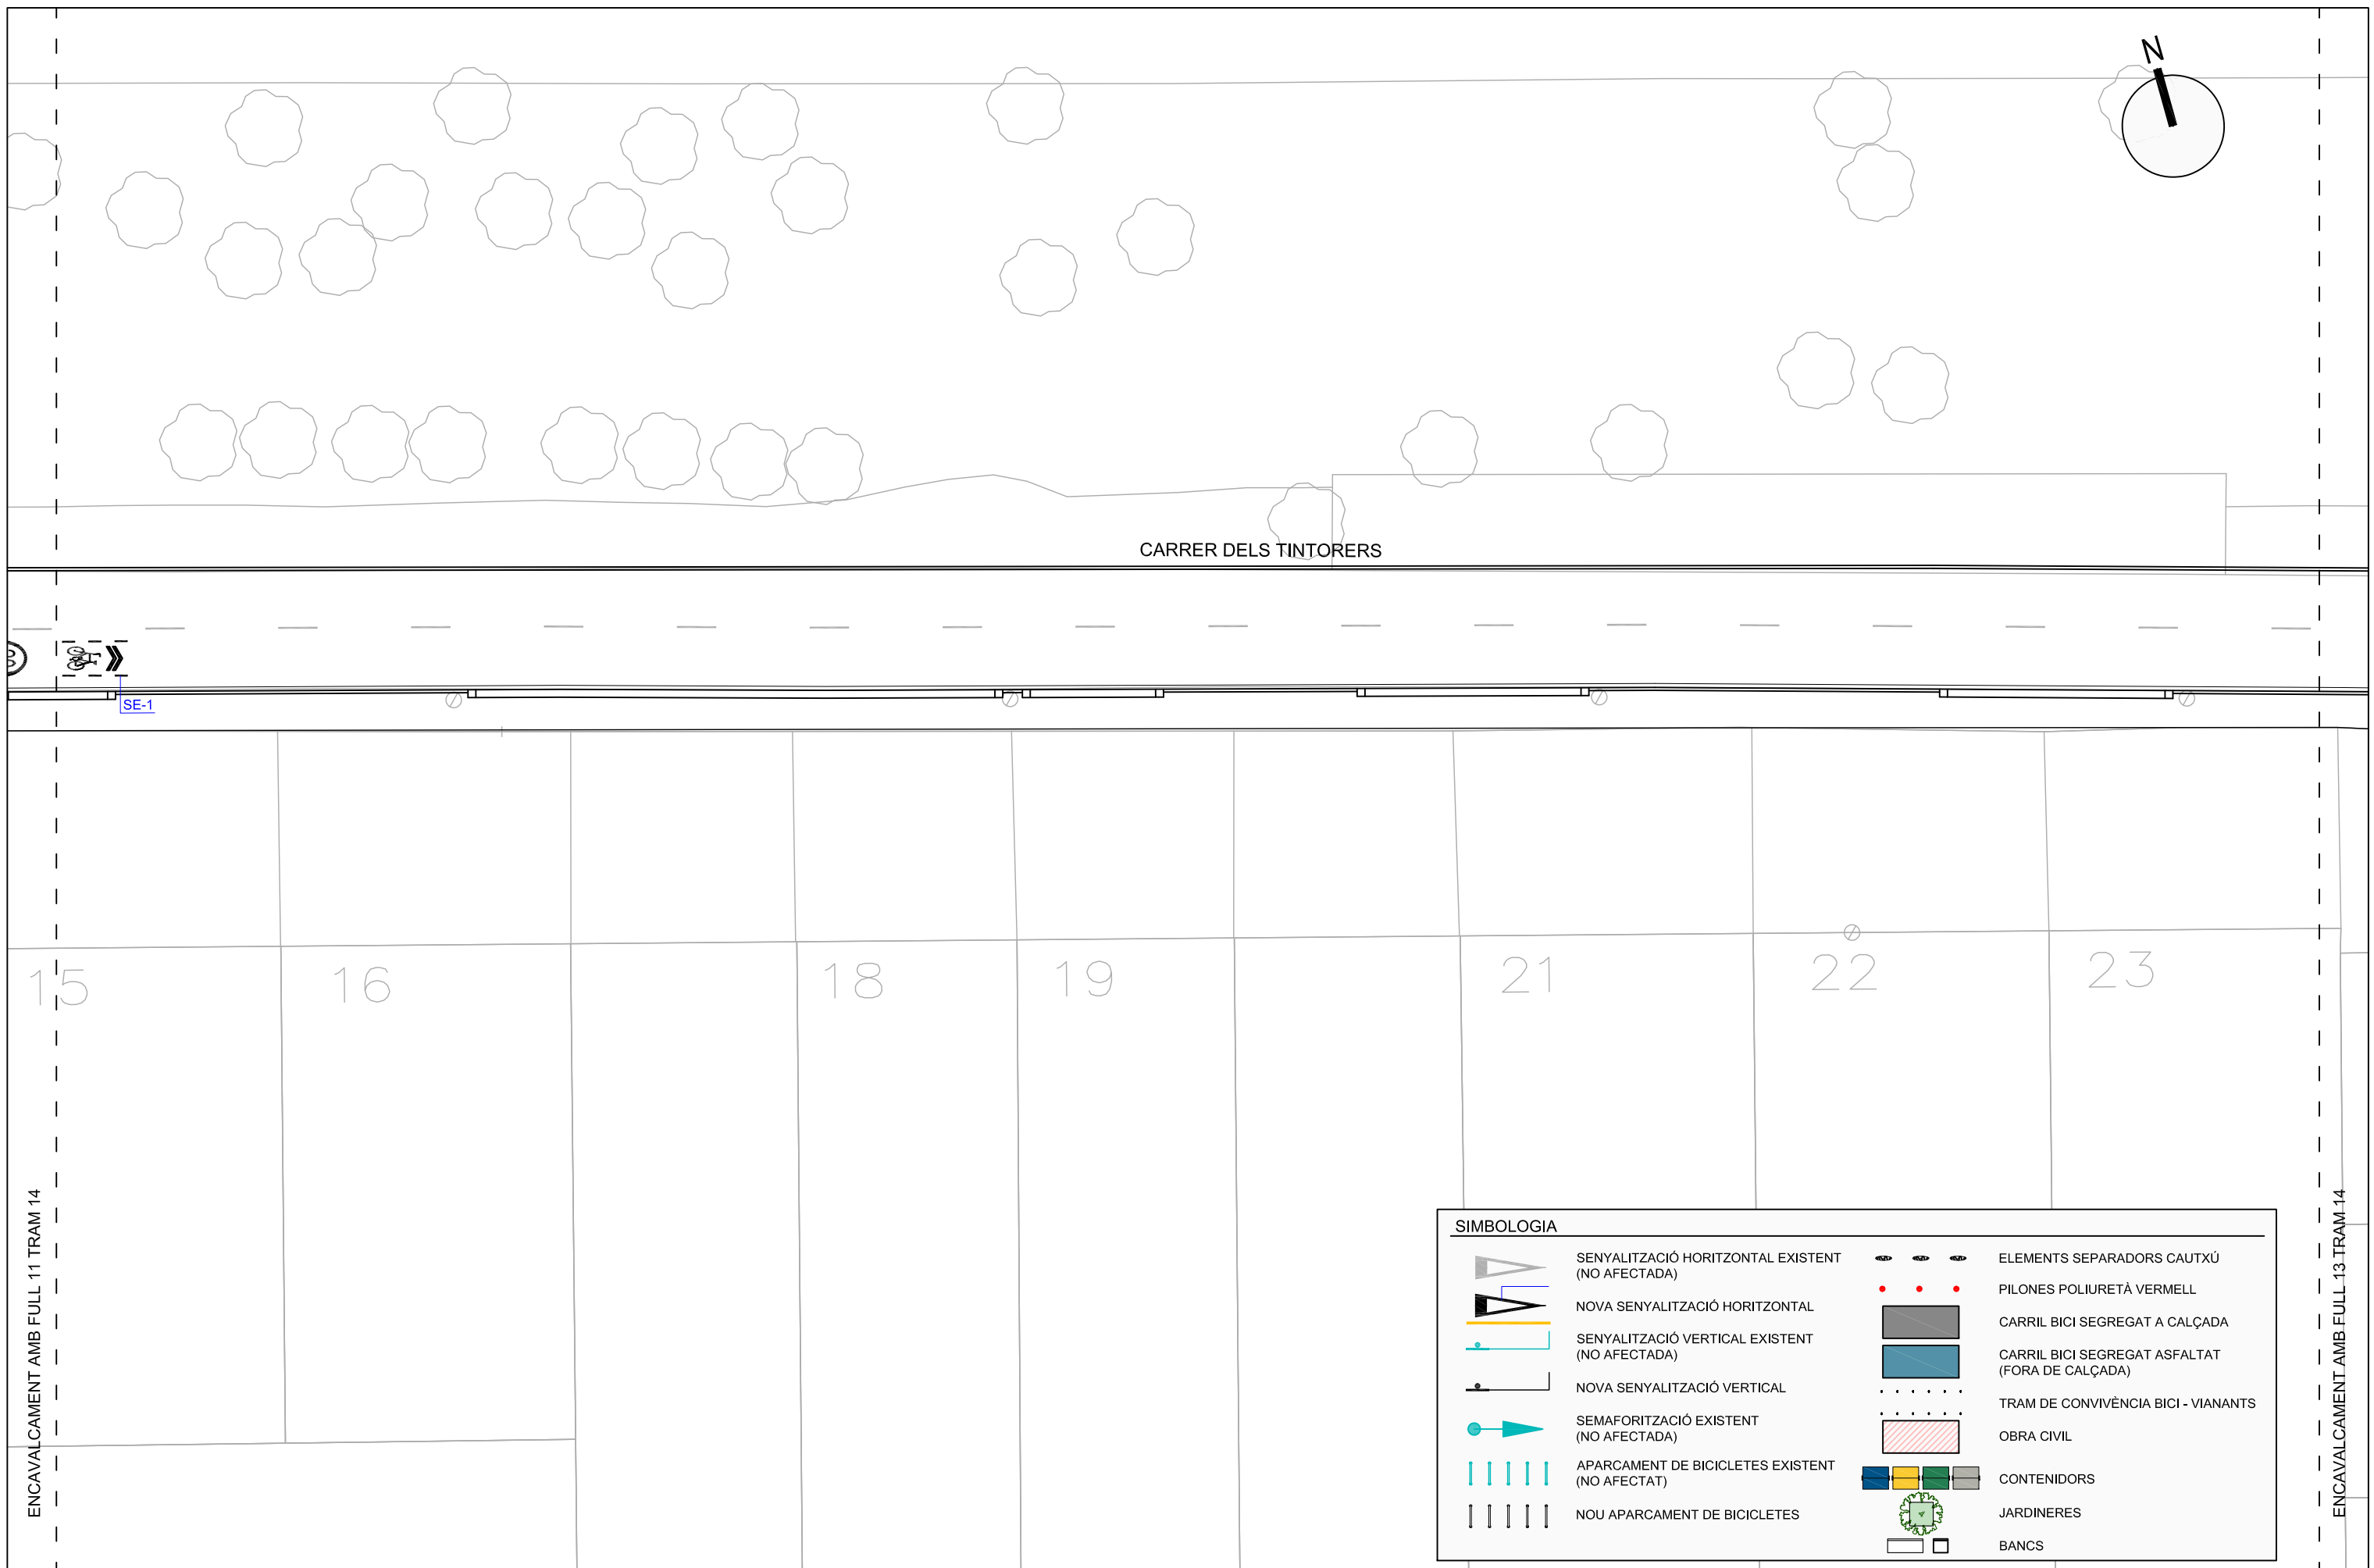 N
CARRER DELS TINTORERS
SE-1
15
16
18
19
21
22
23
ENCAVALCAMENT AMB FULL 11 TRAM 14
ENCAVALCAMENT AMB FULL 13 TRAM 14
SIMBOLOGIA
SENYALITZACIÓ HORITZONTAL EXISTENT
(NO AFECTADA)
NOVA SENYALITZACIÓ HORITZONTAL
SENYALITZACIÓ VERTICAL EXISTENT
(NO AFECTADA)
NOVA SENYALITZACIÓ VERTICAL
SEMAFORITZACIÓ EXISTENT
(NO AFECTADA)
APARCAMENT DE BICICLETES EXISTENT
(NO AFECTAT)
NOU APARCAMENT DE BICICLETES
ELEMENTS SEPARADORS CAUTXÚ
PILONES POLIURETÀ VERMELL
CARRIL BICI SEGREGAT A CALÇADA
CARRIL BICI SEGREGAT ASFALTAT
(FORA DE CALÇADA)
TRAM DE CONVIVÈNCIA BICI - VIANANTS
OBRA CIVIL
CONTENIDORS
JARDINERES
BANCS